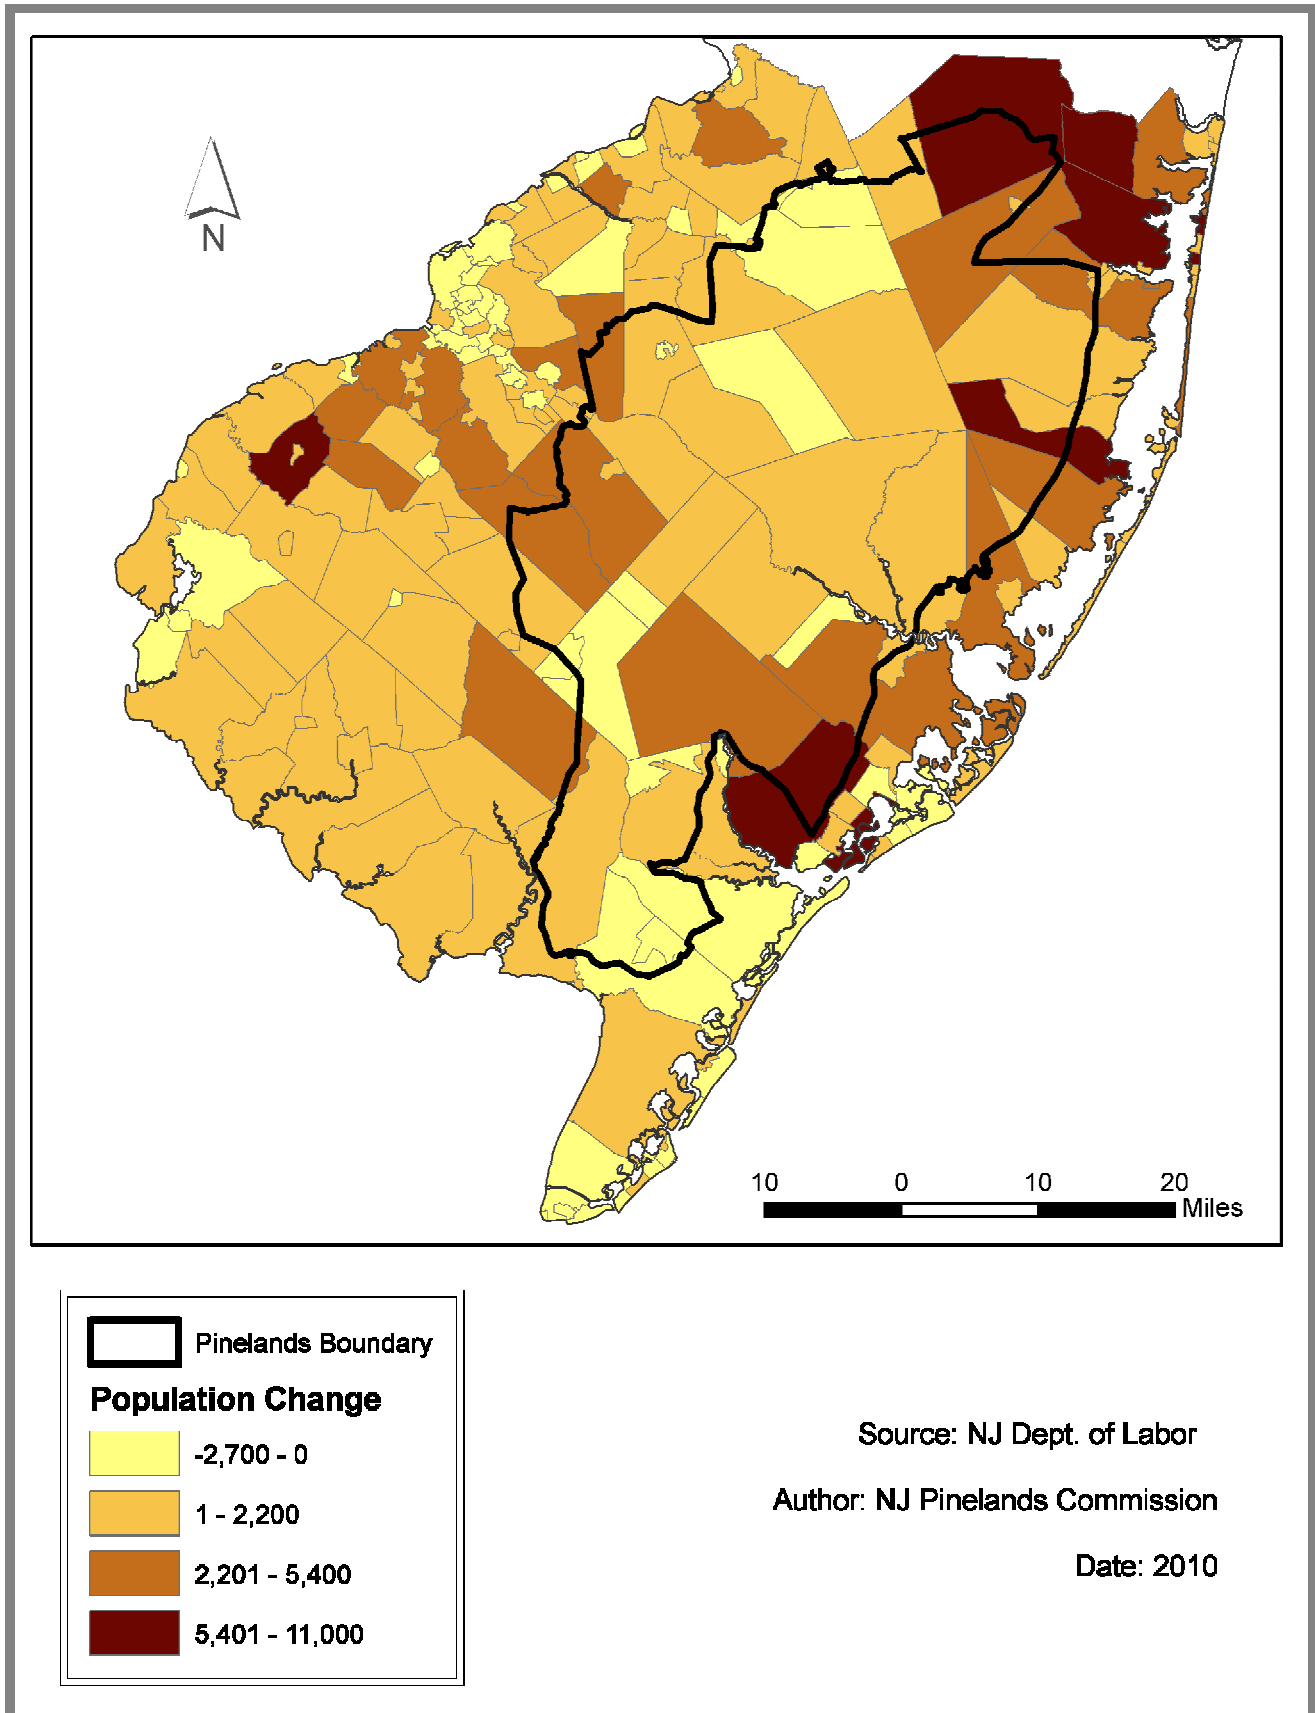 N
10 0 10 20
Miles
Pinelands Boundary
Population Change
-2,700 - 0
1 - 2,200
2,201 - 5,400
5,401 - 11,000
Source: NJ Dept. of Labor
Author: NJ Pinelands Commission
Date: 2010